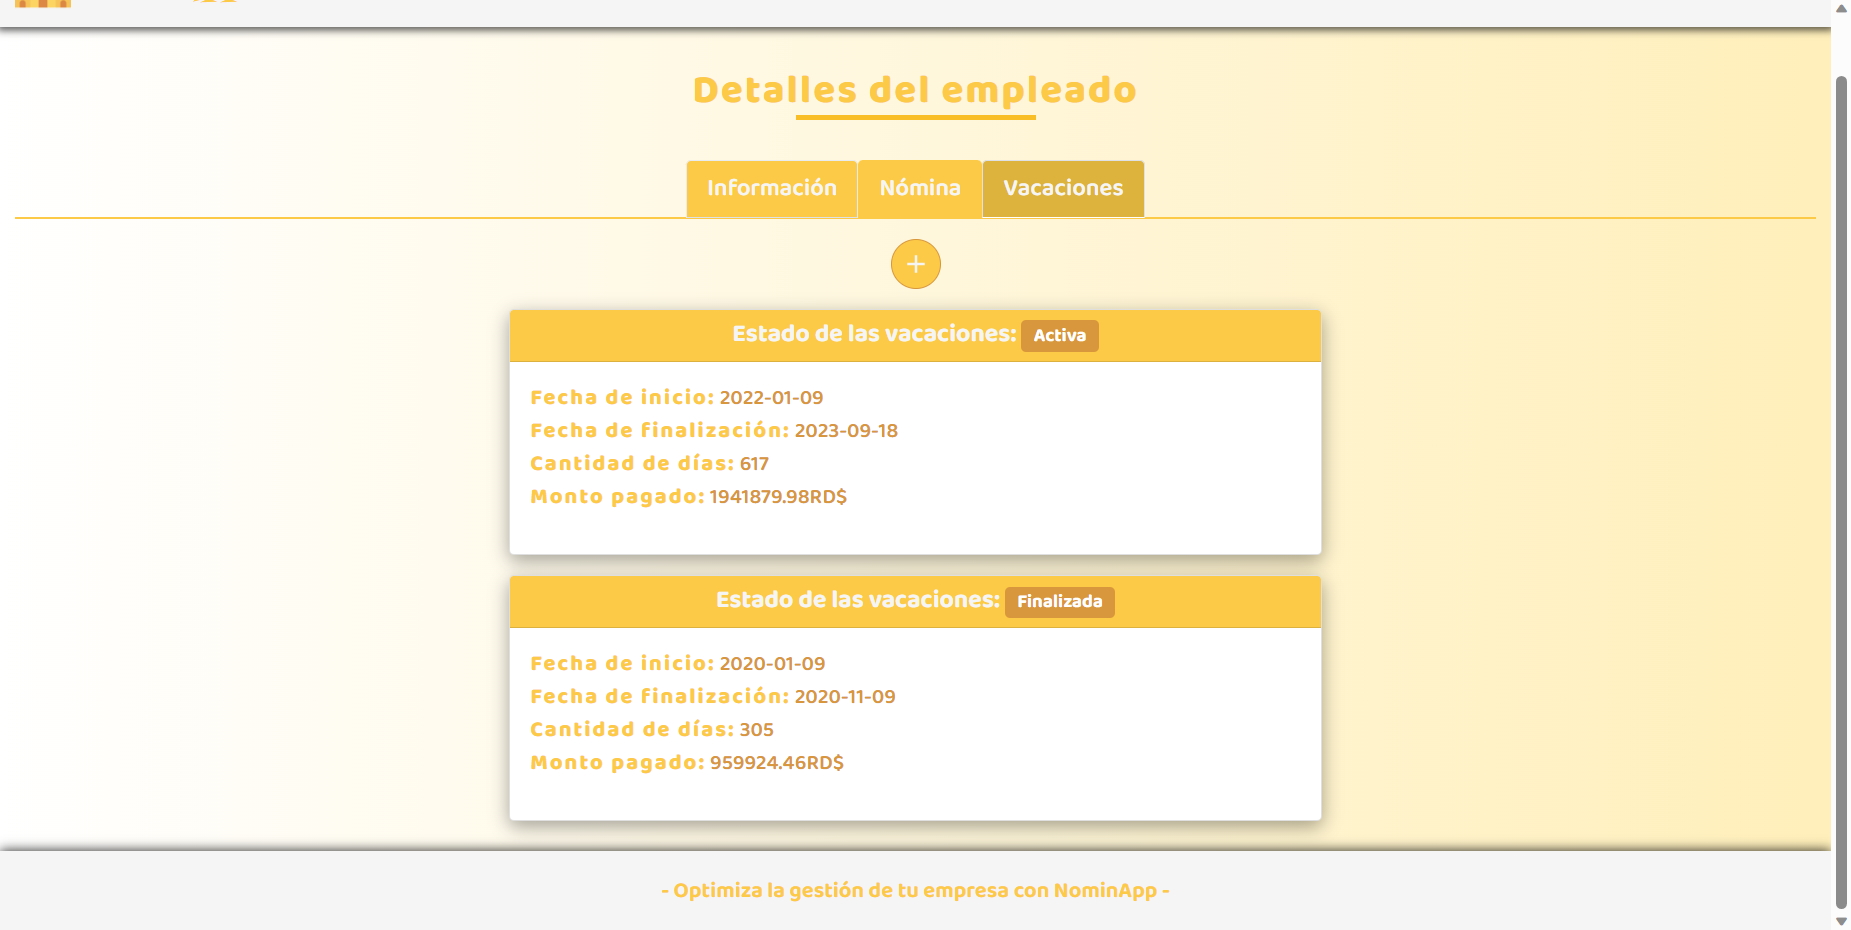 Detalles del empleado
Información Nómina Vacaciones
+
Estado de las vacaciones: Activa
Fecha de inicio: 2022-01-09
Fecha de finalización: 2023-09-18
Cantidad de días: 617
Monto pagado: 1941879.98RD$
Estado de las vacaciones: Finalizada
Fecha de inicio: 2020-01-09
Fecha de finalización: 2020-11-09
Cantidad de días: 305
Monto pagado: 959924.46RD$
- Optimiza la gestión de tu empresa con NominApp -